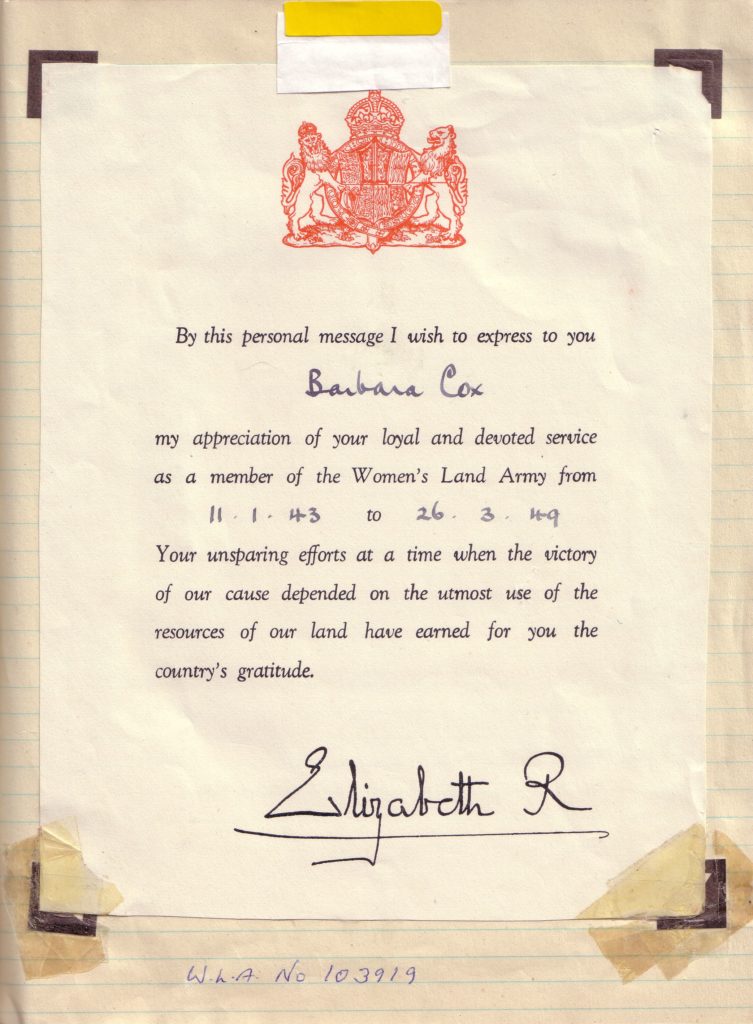 By this personal message I wish to express to you
Barbara Cox
my appreciation of your loyal and devoted service
as a member of the Women's Land Army from
11 . 1 . 43 to 26 . 3 . 49
Your unsparing efforts at a time when the victory
of our cause depended on the utmost use of the
resources of our land have earned for you the
country's gratitude.
Elizabeth R
W.L.A. No 103919